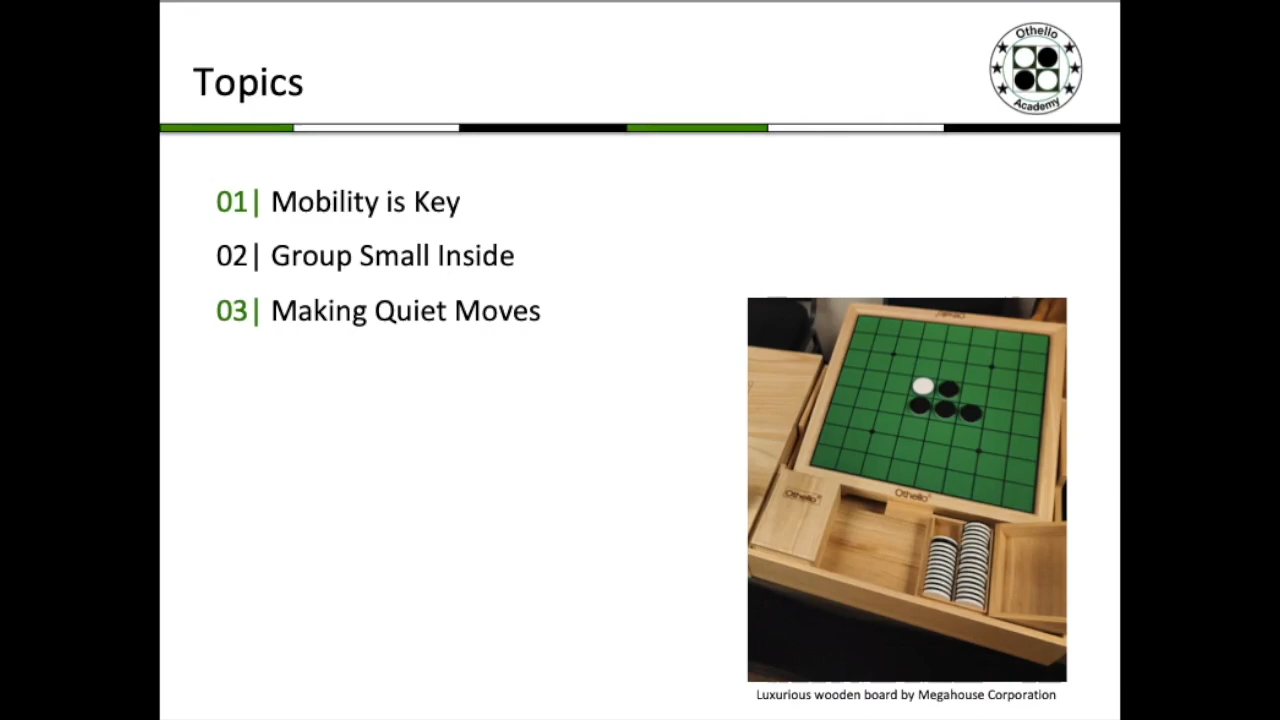 Topics
Othello
Academy
01| Mobility is Key
02| Group Small Inside
03| Making Quiet Moves
Othello
Othello
Luxurious wooden board by Megahouse Corporation